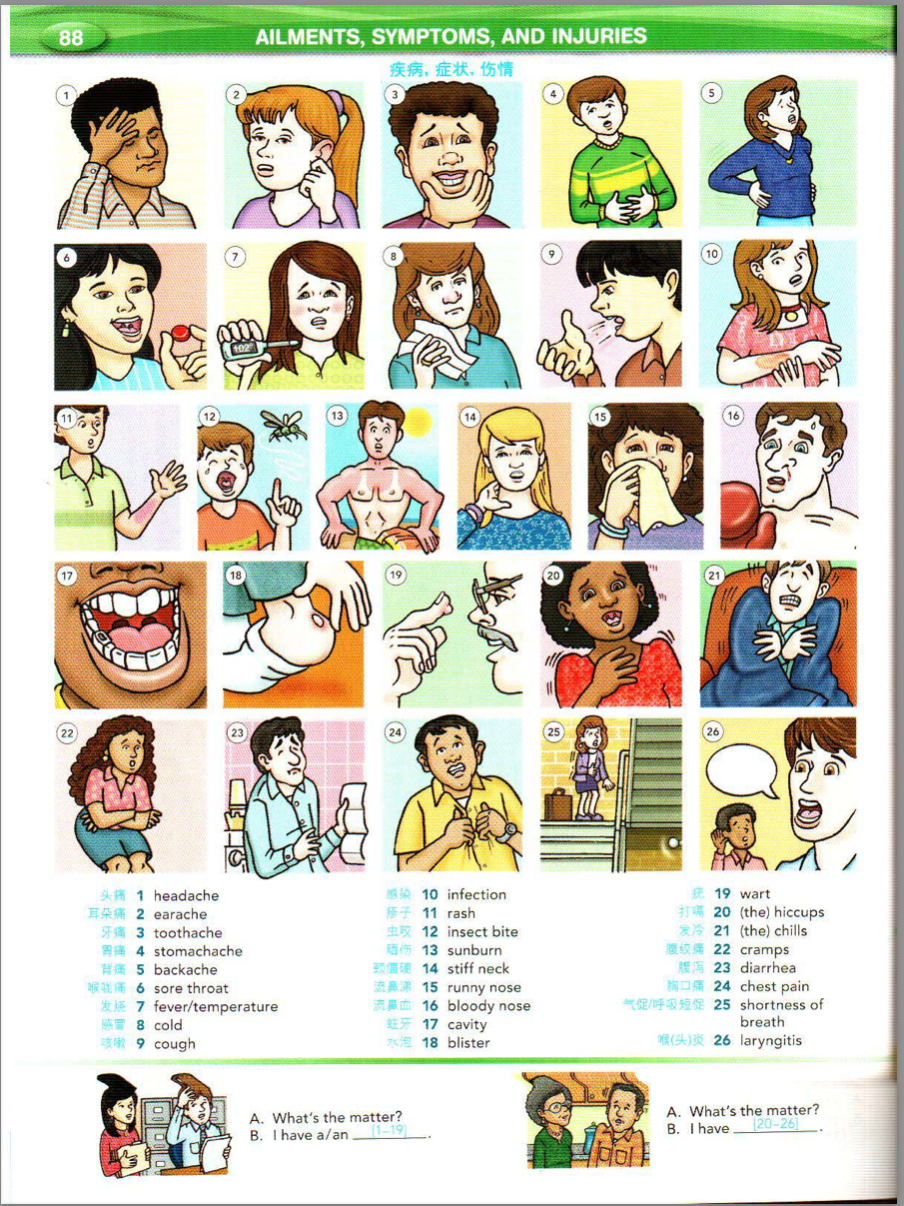 88
AILMENTS, SYMPTOMS, AND INJURIES
疾病, 症状, 伤情
1 2 3 4 5
6 7 8 9 10
102°
11 12 13 14 15 16
17 18 19 20 21
22 23 24 25 26
头痛 1 headache
耳朵痛 2 earache
牙痛 3 toothache
胃痛 4 stomachache
背痛 5 backache
喉咙痛 6 sore throat
发烧 7 fever/temperature
感冒 8 cold
咳嗽 9 cough
感染 10 infection
疹子 11 rash
虫咬 12 insect bite
晒伤 13 sunburn
颈僵硬 14 stiff neck
流鼻涕 15 runny nose
流鼻血 16 bloody nose
蛀牙 17 cavity
水泡 18 blister
疣 19 wart
打嗝 20 (the) hiccups
发冷 21 (the) chills
腹绞痛 22 cramps
腹泻 23 diarrhea
胸口痛 24 chest pain
气促/呼吸短促 25 shortness of
breath
喉(头)炎 26 laryngitis
A. What's the matter?
B. I have a/an [1–19] .
A. What's the matter?
B. I have [20–26] .